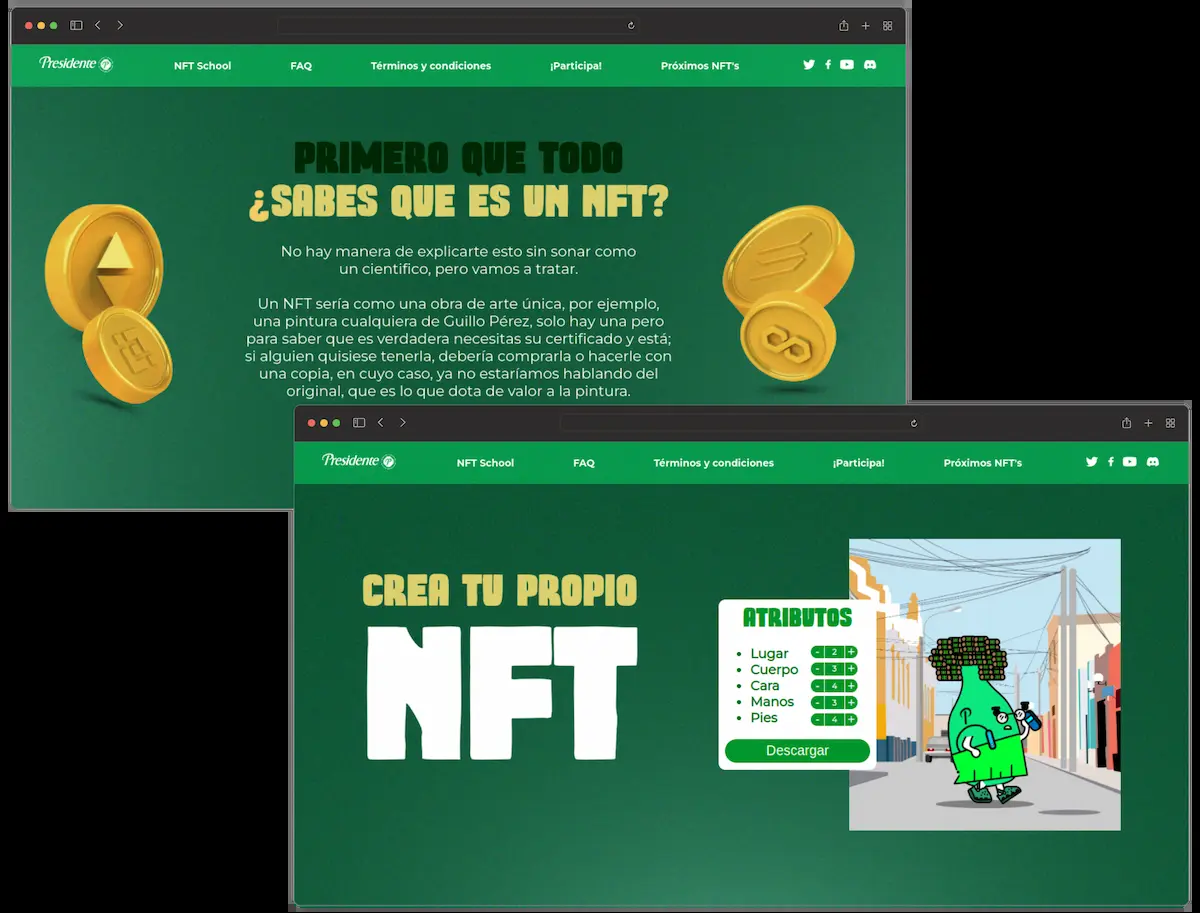 Presidente
NFT School
FAQ
Términos y condiciones
¡Participa!
Próximos NFT's
PRIMERO QUE TODO
¿SABES QUE ES UN NFT?
No hay manera de explicarte esto sin sonar como
un cientifico, pero vamos a tratar.
Un NFT sería como una obra de arte única, por ejemplo,
una pintura cualquiera de Guillo Pérez, solo hay una pero
para saber que es verdadera necesitas su certificado y está;
si alguien quisiese tenerla, debería comprarla o hacerle con
una copia, en cuyo caso, ya no estaríamos hablando del
original, que es lo que dota de valor a la pintura.
Presidente
NFT School
FAQ
Términos y condiciones
¡Participa!
Próximos NFT's
CREA TU PROPIO
NFT
ATRIBUTOS
• Lugar - 2 +
• Cuerpo - 3 +
• Cara - 4 +
• Manos - 3 +
• Pies - 4 +
Descargar